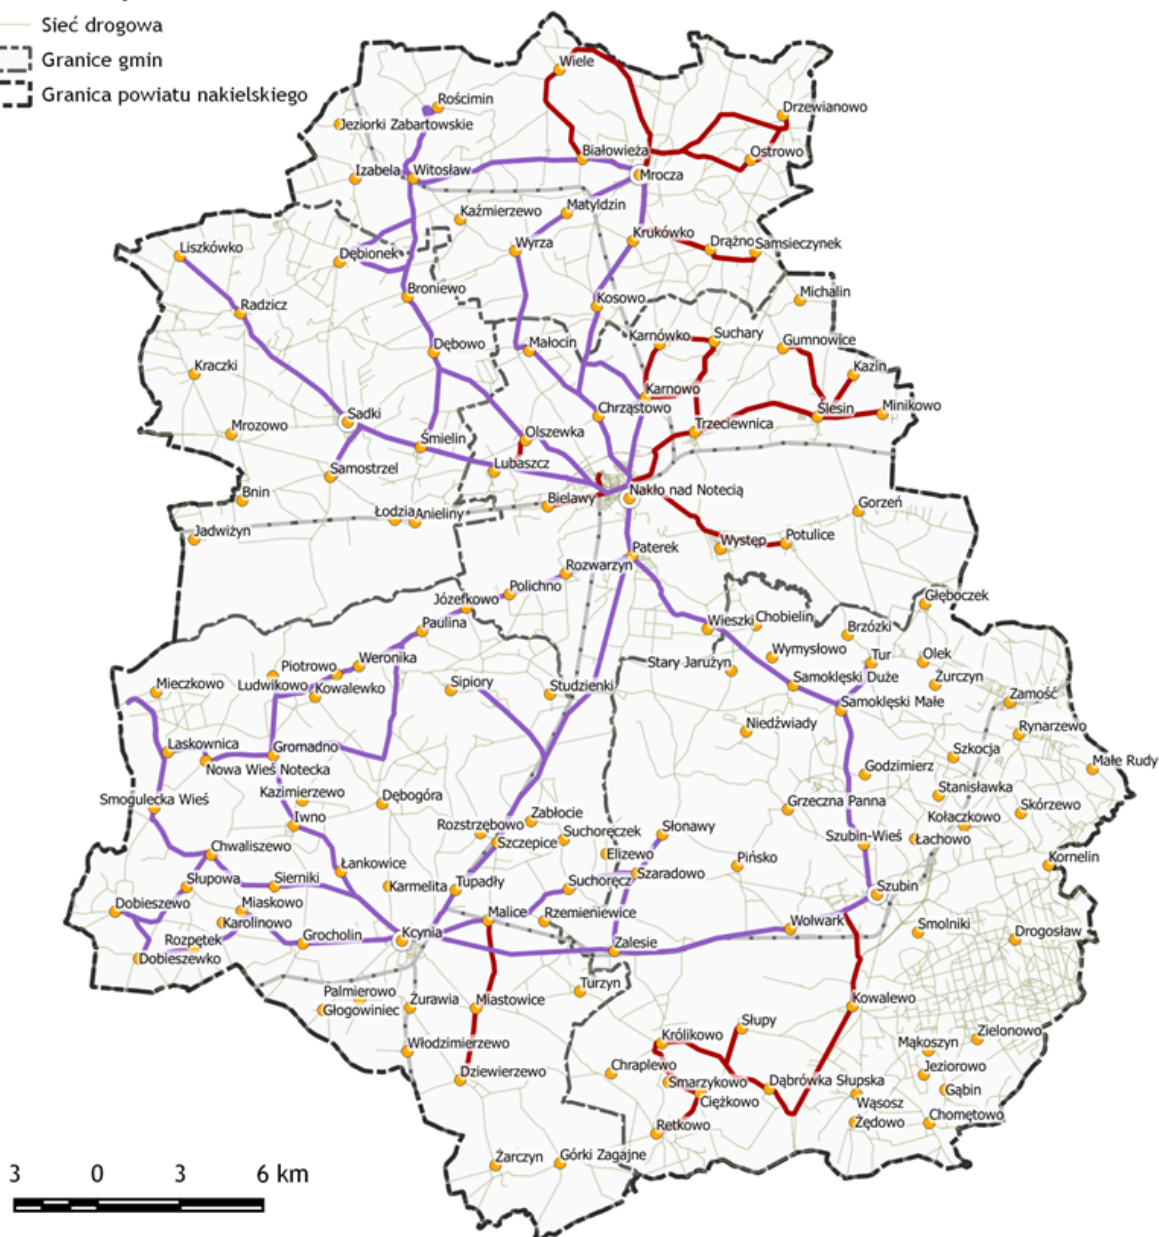 Sieć drogowa
Granice gmin
Granica powiatu nakielskiego
Wiele
Rościmin
Drzewianowo
Jeziorki Zabartowskie
Białowieża
Ostrowo
Izabela
Witosław
Mrocza
Kaźmierzewo
Matyldzin
Liszkówko
Dębionek
Wyrza
Krukówko
Drążno
Samsieczynek
Broniewo
Kosowo
Michalin
Radzicz
Dębowo
Małocin
Karnówko
Suchary
Gumnowice
Kraczki
Kazin
Karnowo
Sadki
Chrząstowo
Ślesin
Minikowo
Mrozowo
Śmielin
Olszewka
Trzeciewnica
Samostrzel
Lubaszcz
Bnin
Bielawy
Nakło nad Notecią
Łodzia
Anieliny
Gorzeń
Jadwiżyn
Występ
Potulice
Paterek
Rozwarzyn
Polichno
Józefkowo
Głęboczek
Paulina
Wieszki
Chobielin
Brzózki
Piotrowo
Weronika
Stary Jarużyn
Wymysłowo
Tur
Olek
Mieczkowo
Ludwikowo
Kowalewko
Sipiory
Studzienki
Samoklęski Duże
Żurczyn
Samoklęski Małe
Zamość
Niedźwiady
Rynarzewo
Laskownica
Gromadno
Szkocja
Nowa Wieś Notecka
Godzimierz
Małe Rudy
Smogulecka Wieś
Kazimierzewo
Dębogóra
Grzeczna Panna
Stanisławka
Skórzewo
Iwno
Rozstrzębowo
Zabłocie
Suchoręczek
Słonawy
Kołaczkowo
Szczepice
Szubin-Wieś
Łachowo
Chwaliszewo
Elizewo
Pińsko
Kornelin
Łankowice
Słupowa
Sierniki
Karmelita
Tupadły
Suchoręcz
Szaradowo
Szubin
Dobieszewo
Miaskowo
Karolinowo
Malice
Rzemieniewice
Wolwark
Smolniki
Drogosław
Rozpętek
Grocholin
Kcynia
Zalesie
Dobieszewko
Turzyn
Palmierowo
Głogowiniec
Żurawia
Miastowice
Kowalewo
Słupy
Królikowo
Zielonowo
Włodzimierzewo
Mąkoszyn
Chraplewo
Jeziorowo
Dziewierzewo
Smarzykowo
Dąbrówka Słupska
Gąbin
Ciężkowo
Wąsosz
Retkowo
Żędowo
Chomętowo
Żarczyn
Górki Zagajne
3 0 3 6 km